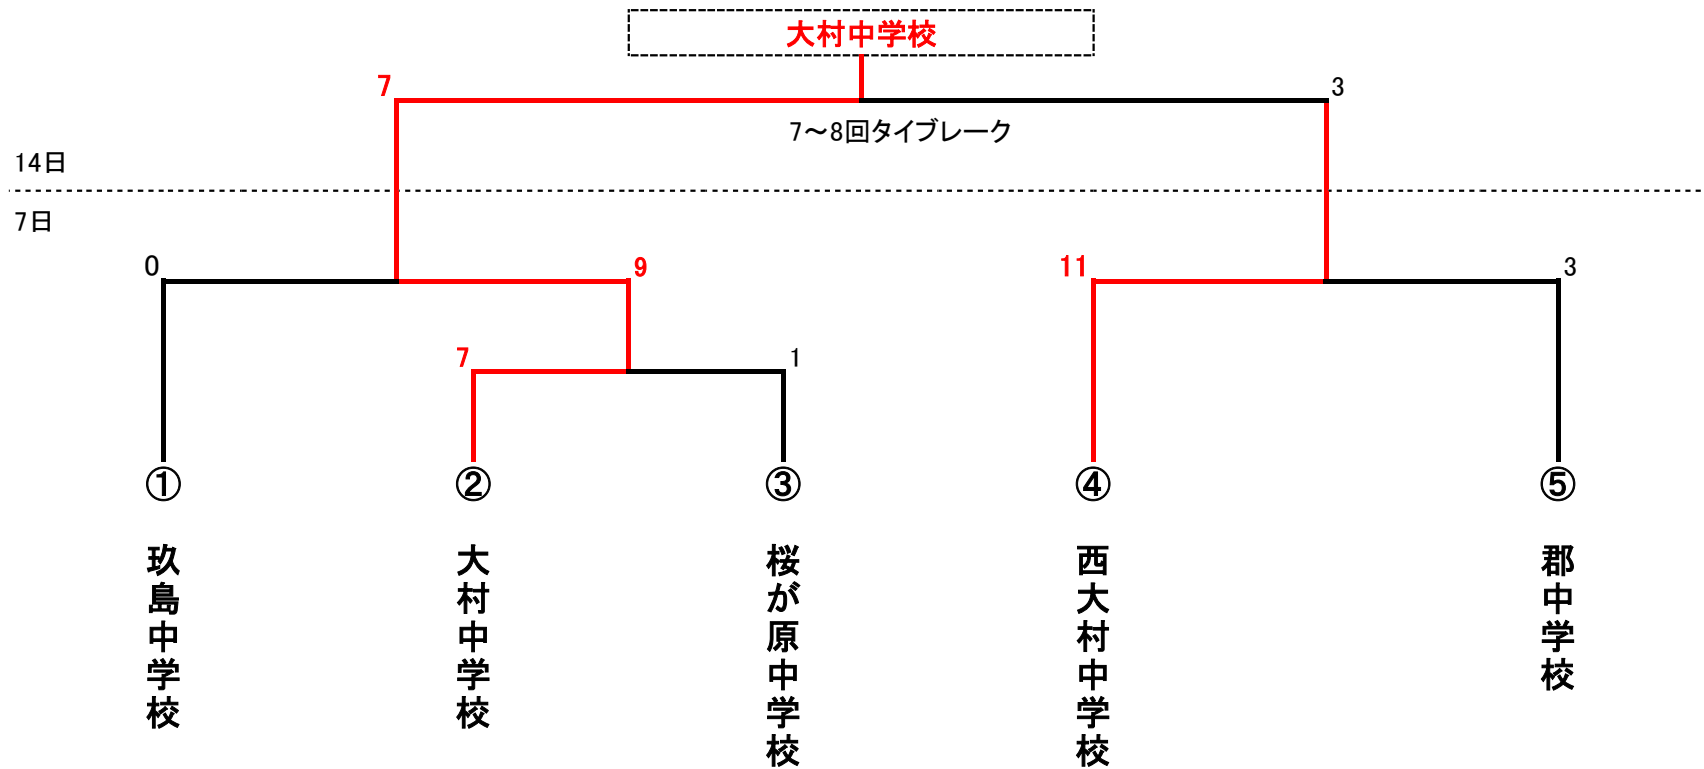 大村中学校
7
3
7～8回タイブレーク
14日
7日
0
9
11
3
7
1
①
②
③
④
⑤
玖島中学校
大村中学校
桜が原中学校
西大村中学校
郡中学校